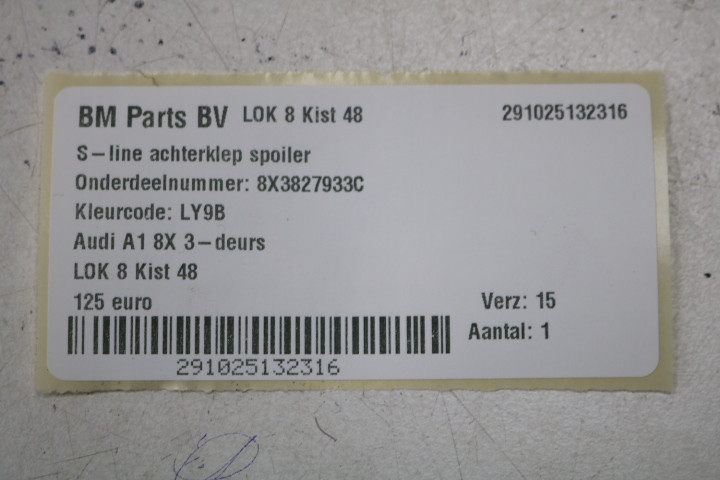 BM Parts BV LOK 8 Kist 48 291025132316
S-line achterklep spoiler
Onderdeelnummer: 8X3827933C
Kleurcode: LY9B
Audi A1 8X 3-deurs
LOK 8 Kist 48
125 euro Verz: 15
Aantal: 1
291025132316